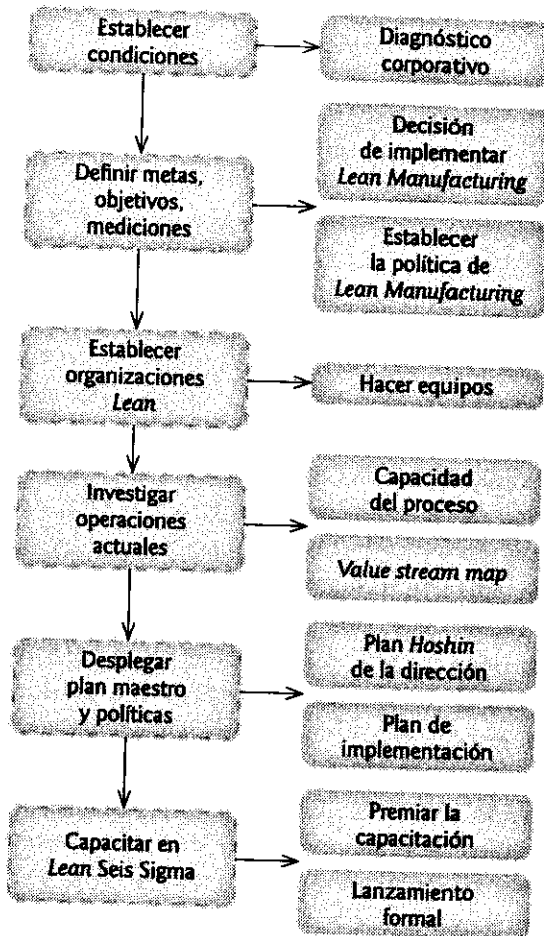 Establecer
condiciones
Diagnóstico
corporativo
Definir metas,
objetivos,
mediciones
Decisión
de implementar
Lean Manufacturing
Establecer
la política de
Lean Manufacturing
Establecer
organizaciones
Lean
Hacer equipos
Investigar
operaciones
actuales
Capacidad
del proceso
Value stream map
Desplegar
plan maestro
y políticas
Plan Hoshin
de la dirección
Plan de
implementación
Capacitar en
Lean Seis Sigma
Premiar la
capacitación
Lanzamiento
formal